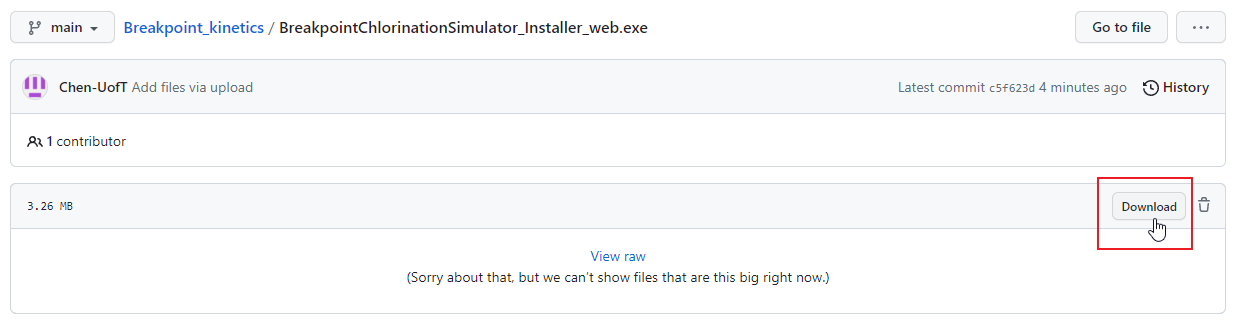 main Breakpoint_kinetics / BreakpointChlorinationSimulator_Installer_web.exe Go to file ...
Chen-UofT Add files via upload Latest commit c5f623d 4 minutes ago History
1 contributor
3.26 MB Download
View raw
(Sorry about that, but we can’t show files that are this big right now.)